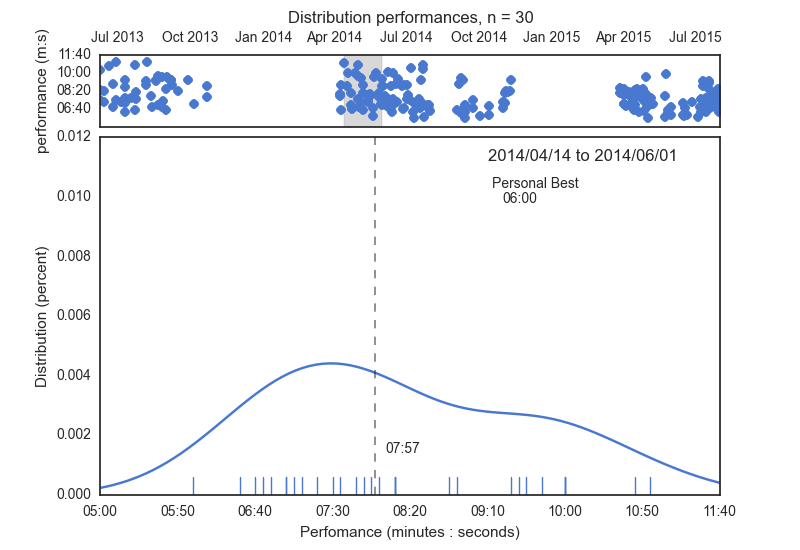 Distribution performances, n = 30
Jul 2013 Oct 2013 Jan 2014 Apr 2014 Jul 2014 Oct 2014 Jan 2015 Apr 2015 Jul 2015
performance (m:s)
11:40
10:00
08:20
06:40
Distribution (percent)
0.012
0.010
0.008
0.006
0.004
0.002
0.000
2014/04/14 to 2014/06/01
Personal Best
06:00
07:57
05:00 05:50 06:40 07:30 08:20 09:10 10:00 10:50 11:40
Perfomance (minutes : seconds)